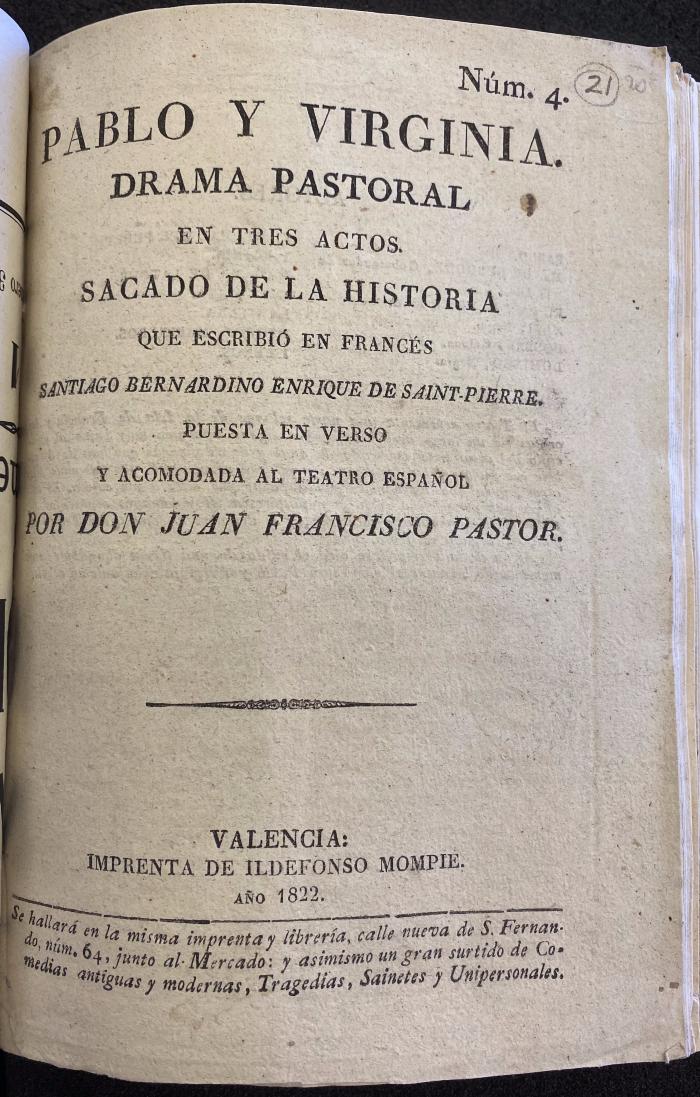 Núm. 4. 21 20
PABLO Y VIRGINIA.
DRAMA PASTORAL
EN TRES ACTOS.
SACADO DE LA HISTORIA
QUE ESCRIBIÓ EN FRANCÉS
SANTIAGO BERNARDINO ENRIQUE DE SAINT-PIERRE.
PUESTA EN VERSO
Y ACOMODADA AL TEATRO ESPAÑOL
POR DON JUAN FRANCISCO PASTOR.
VALENCIA:
IMPRENTA DE ILDEFONSO MOMPIE.
AÑO 1822.
Se hallará en la misma imprenta y librería, calle nueva de S. Fernan-
do, núm. 64, junto al Mercado: y asimismo un gran surtido de Co-
medias antiguas y modernas, Tragedias, Sainetes y Unipersonales.